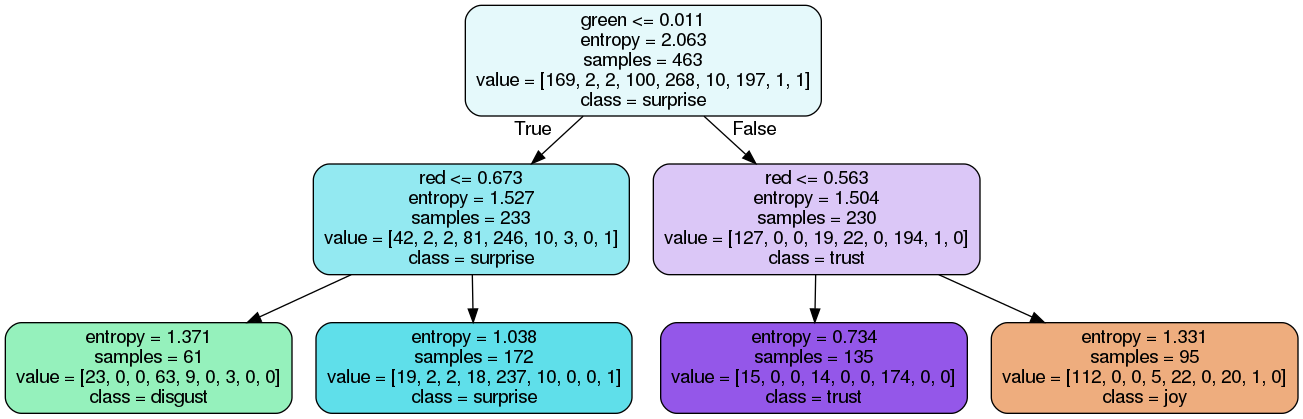 green <= 0.011
entropy = 2.063
samples = 463
value = [169, 2, 2, 100, 268, 10, 197, 1, 1]
class = surprise
True
False
red <= 0.673
entropy = 1.527
samples = 233
value = [42, 2, 2, 81, 246, 10, 3, 0, 1]
class = surprise
red <= 0.563
entropy = 1.504
samples = 230
value = [127, 0, 0, 19, 22, 0, 194, 1, 0]
class = trust
entropy = 1.371
samples = 61
value = [23, 0, 0, 63, 9, 0, 3, 0, 0]
class = disgust
entropy = 1.038
samples = 172
value = [19, 2, 2, 18, 237, 10, 0, 0, 1]
class = surprise
entropy = 0.734
samples = 135
value = [15, 0, 0, 14, 0, 0, 174, 0, 0]
class = trust
entropy = 1.331
samples = 95
value = [112, 0, 0, 5, 22, 0, 20, 1, 0]
class = joy